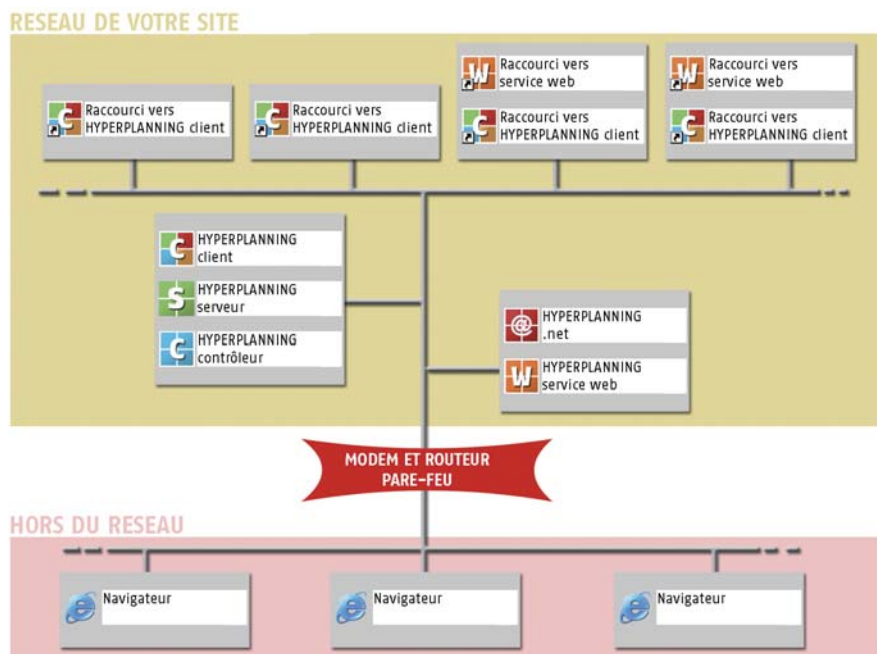 RESEAU DE VOTRE SITE
Raccourci vers
HYPERPLANNING client
Raccourci vers
HYPERPLANNING client
Raccourci vers
service web
Raccourci vers
HYPERPLANNING client
Raccourci vers
service web
Raccourci vers
HYPERPLANNING client
HYPERPLANNING
client
HYPERPLANNING
serveur
HYPERPLANNING
contrôleur
HYPERPLANNING
.net
HYPERPLANNING
service web
MODEM ET ROUTEUR
PARE-FEU
HORS DU RESEAU
Navigateur
Navigateur
Navigateur